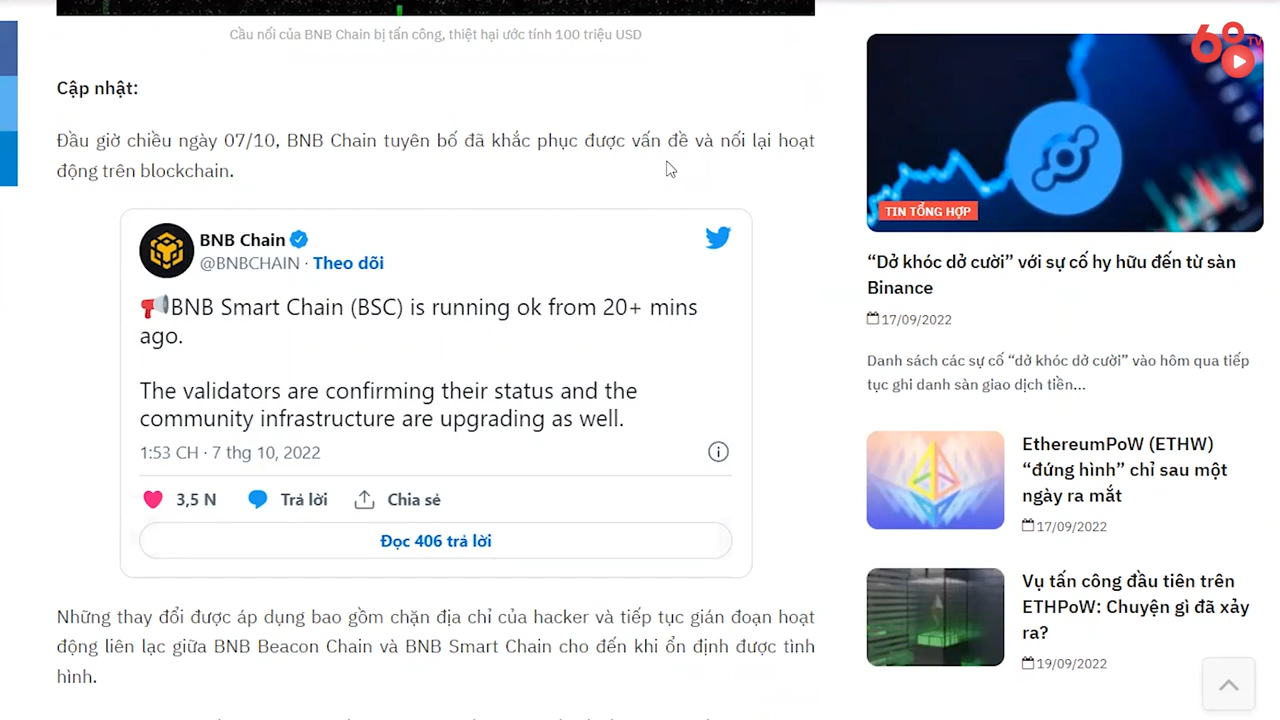 Cầu nối của BNB Chain bị tấn công, thiệt hại ước tính 100 triệu USD
Cập nhật:
Đầu giờ chiều ngày 07/10, BNB Chain tuyên bố đã khắc phục được vấn đề và nối lại hoạt
động trên blockchain.
BNB Chain
@BNBCHAIN · Theo dõi
BNB Smart Chain (BSC) is running ok from 20+ mins
ago.
The validators are confirming their status and the
community infrastructure are upgrading as well.
1:53 CH · 7 thg 10, 2022
3,5 N Trả lời Chia sẻ
Đọc 406 trả lời
Những thay đổi được áp dụng bao gồm chặn địa chỉ của hacker và tiếp tục gián đoạn hoạt
động liên lạc giữa BNB Beacon Chain và BNB Smart Chain cho đến khi ổn định được tình
hình.
68 TV
TIN TỔNG HỢP
“Dở khóc dở cười” với sự cố hy hữu đến từ sàn
Binance
17/09/2022
Danh sách các sự cố “dở khóc dở cười” vào hôm qua tiếp
tục ghi danh sàn giao dịch tiền...
EthereumPoW (ETHW)
“đứng hình” chỉ sau một
ngày ra mắt
17/09/2022
Vụ tấn công đầu tiên trên
ETHPoW: Chuyện gì đã xảy
ra?
19/09/2022